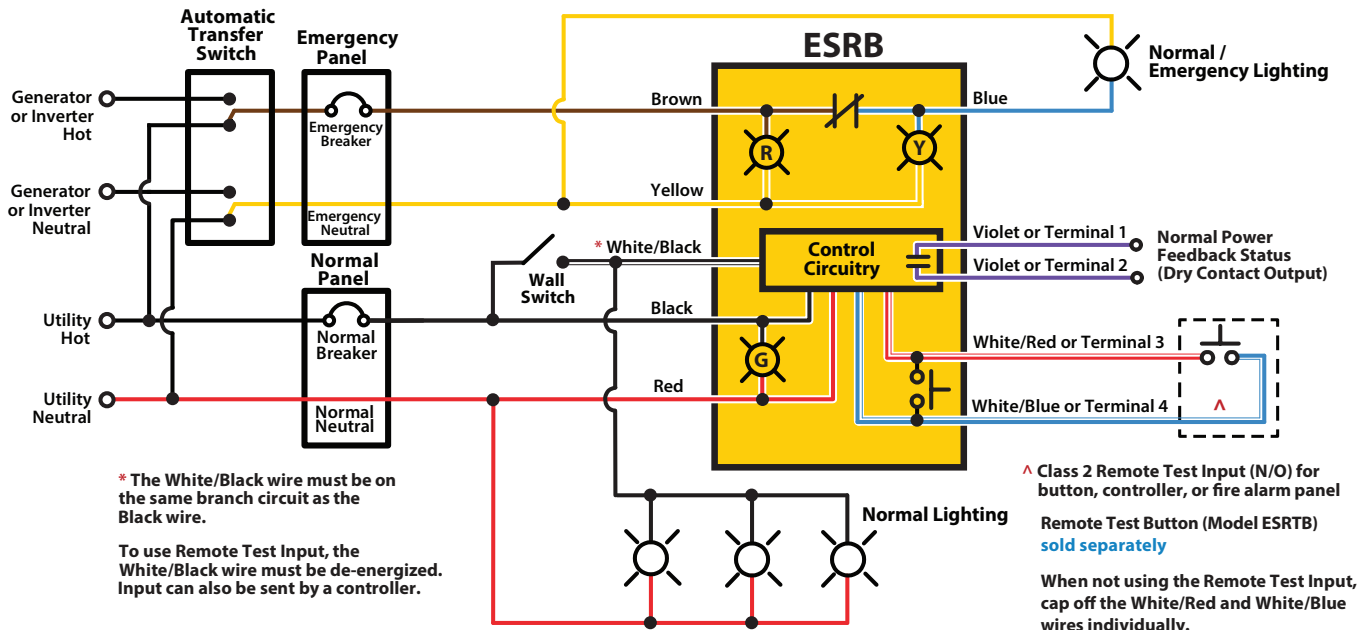 Automatic
Transfer
Switch
Emergency
Panel
ESRB
Normal /
Emergency Lighting
Generator
or Inverter
Hot
Emergency
Breaker
Brown
Blue
R
Y
Generator
or Inverter
Neutral
Emergency
Neutral
Yellow
* White/Black
Control
Circuitry
Violet or Terminal 1
Violet or Terminal 2
Normal Power
Feedback Status
(Dry Contact Output)
Normal
Panel
Wall
Switch
Utility
Hot
Normal
Breaker
Black
G
White/Red or Terminal 3
Utility
Neutral
Normal
Neutral
Red
White/Blue or Terminal 4
^
* The White/Black wire must be on
the same branch circuit as the
Black wire.
To use Remote Test Input, the
White/Black wire must be de-energized.
Input can also be sent by a controller.
Normal Lighting
^ Class 2 Remote Test Input (N/O) for
button, controller, or fire alarm panel
Remote Test Button (Model ESRTB)
sold separately
When not using the Remote Test Input,
cap off the White/Red and White/Blue
wires individually.